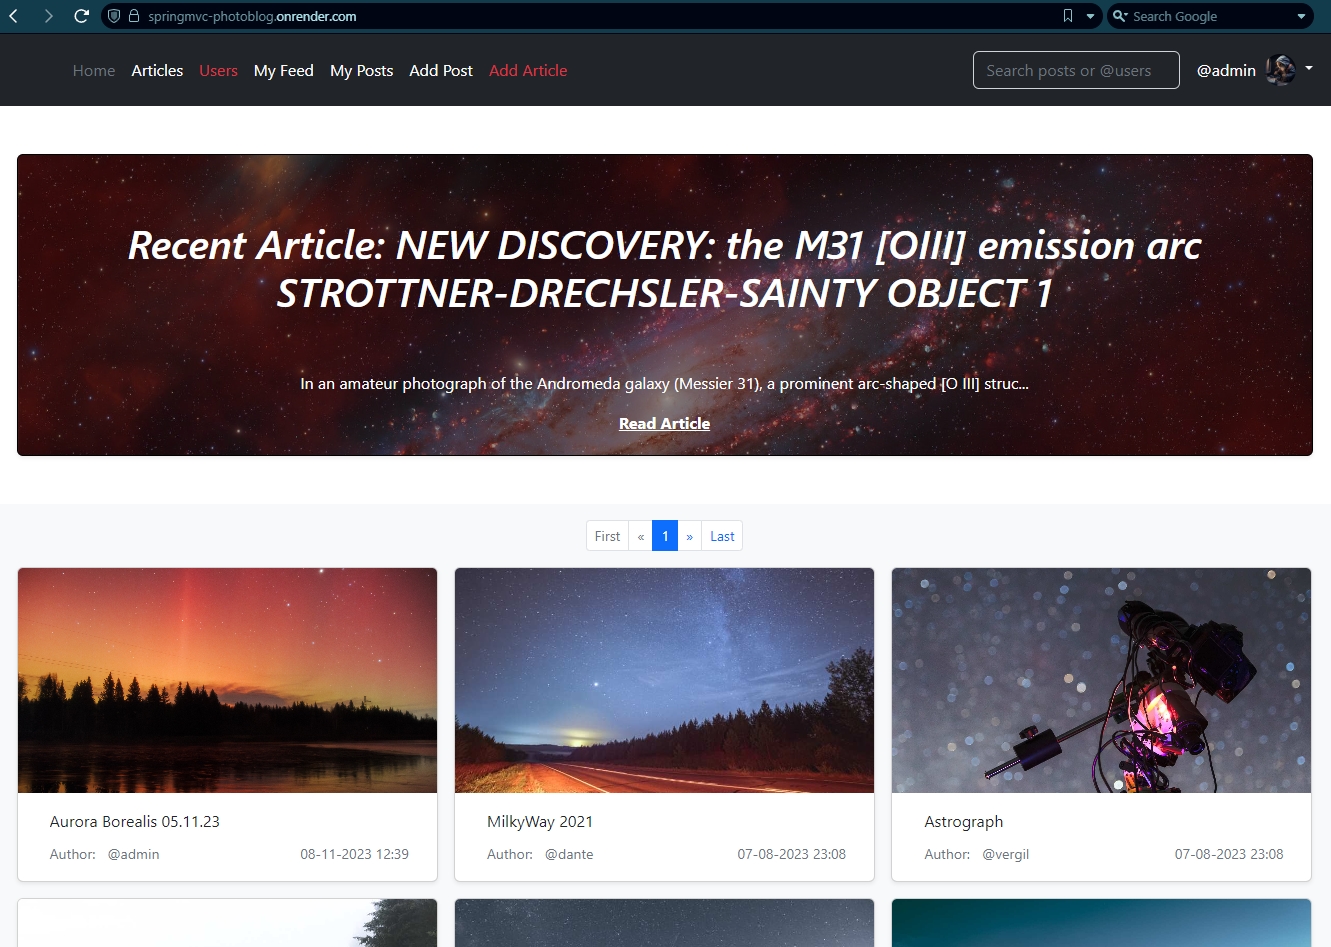 springmvc-photoblog.onrender.com
Search Google
Home Articles Users My Feed My Posts Add Post Add Article
Search posts or @users
@admin
Recent Article: NEW DISCOVERY: the M31 [OIII] emission arc
STROTTNER-DRECHSLER-SAINTY OBJECT 1
In an amateur photograph of the Andromeda galaxy (Messier 31), a prominent arc-shaped [O III] struc...
Read Article
First « 1 » Last
Aurora Borealis 05.11.23
Author: @admin 08-11-2023 12:39
MilkyWay 2021
Author: @dante 07-08-2023 23:08
Astrograph
Author: @vergil 07-08-2023 23:08